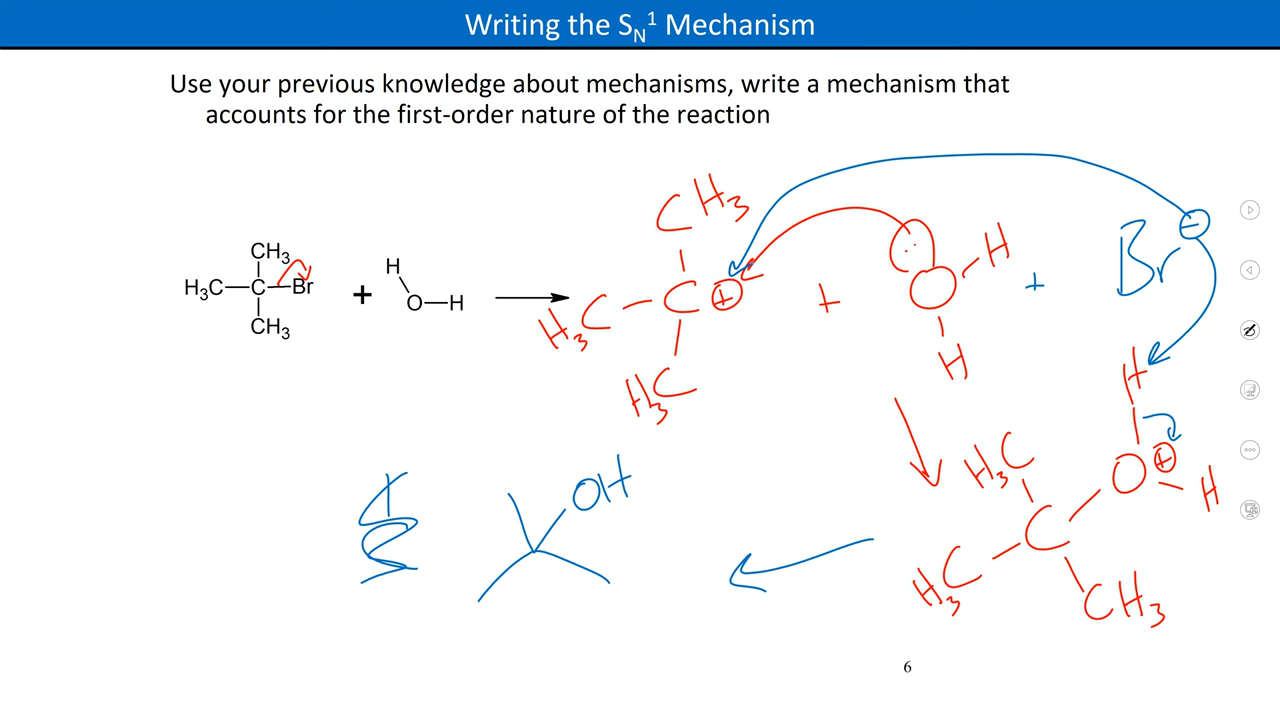 Writing the SN1 Mechanism
Use your previous knowledge about mechanisms, write a mechanism that
accounts for the first-order nature of the reaction
CH3
H3C C Br
CH3
+
H
O H
CH3
H3C C +
H3C
+
O H
H
+
Br -
H
O + H
H3C
C
H3C
CH3
OH
6